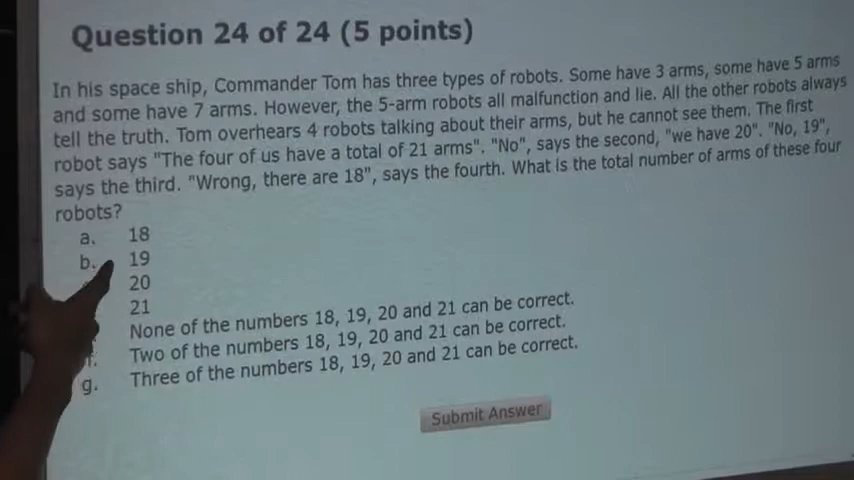 Question 24 of 24 (5 points)
In his space ship, Commander Tom has three types of robots. Some have 3 arms, some have 5 arms
and some have 7 arms. However, the 5-arm robots all malfunction and lie. All the other robots always
tell the truth. Tom overhears 4 robots talking about their arms, but he cannot see them. The first
robot says "The four of us have a total of 21 arms". "No", says the second, "we have 20". "No, 19",
says the third. "Wrong, there are 18", says the fourth. What is the total number of arms of these four
robots?
a. 18
b. 19
20
21
None of the numbers 18, 19, 20 and 21 can be correct.
f. Two of the numbers 18, 19, 20 and 21 can be correct.
g. Three of the numbers 18, 19, 20 and 21 can be correct.
Submit Answer